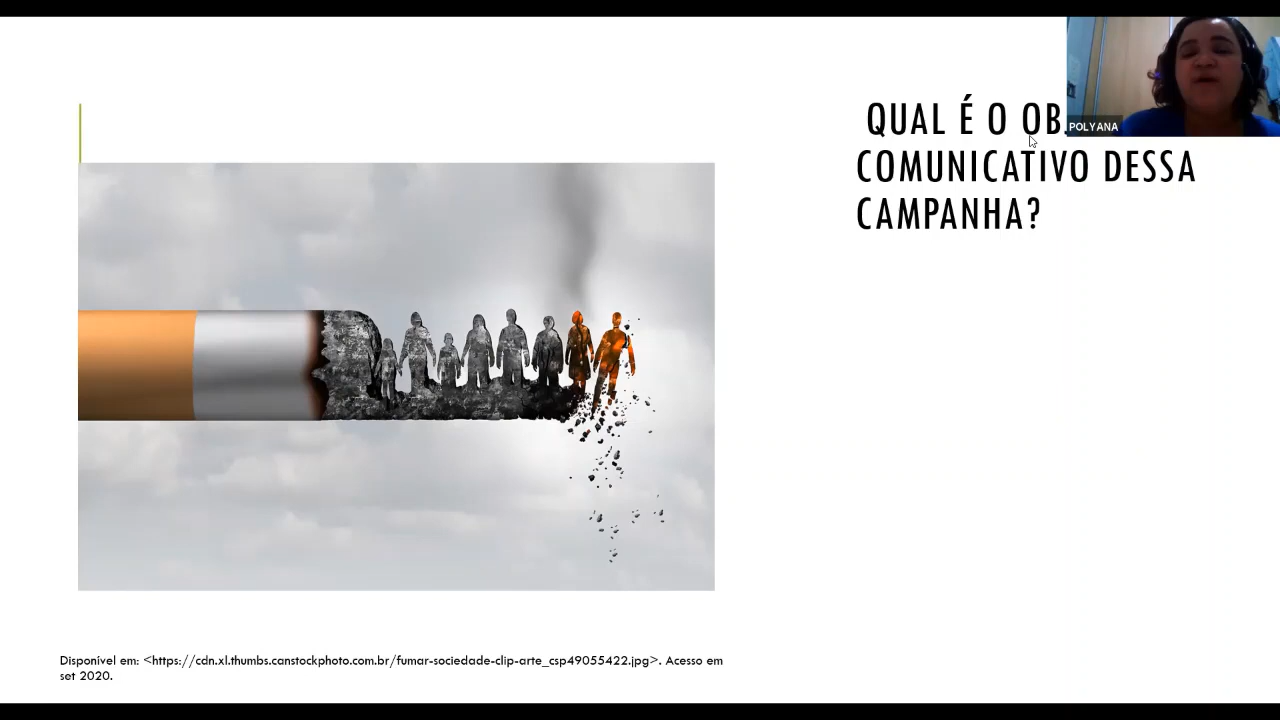 QUAL É O
COMUNICATIVO DESSA
CAMPANHA?
POLYANA
Disponível em: <https://cdn.xl.thumbs.canstockphoto.com.br/fumar-sociedade-clip-arte_csp49055422.jpg>. Acesso em
set 2020.